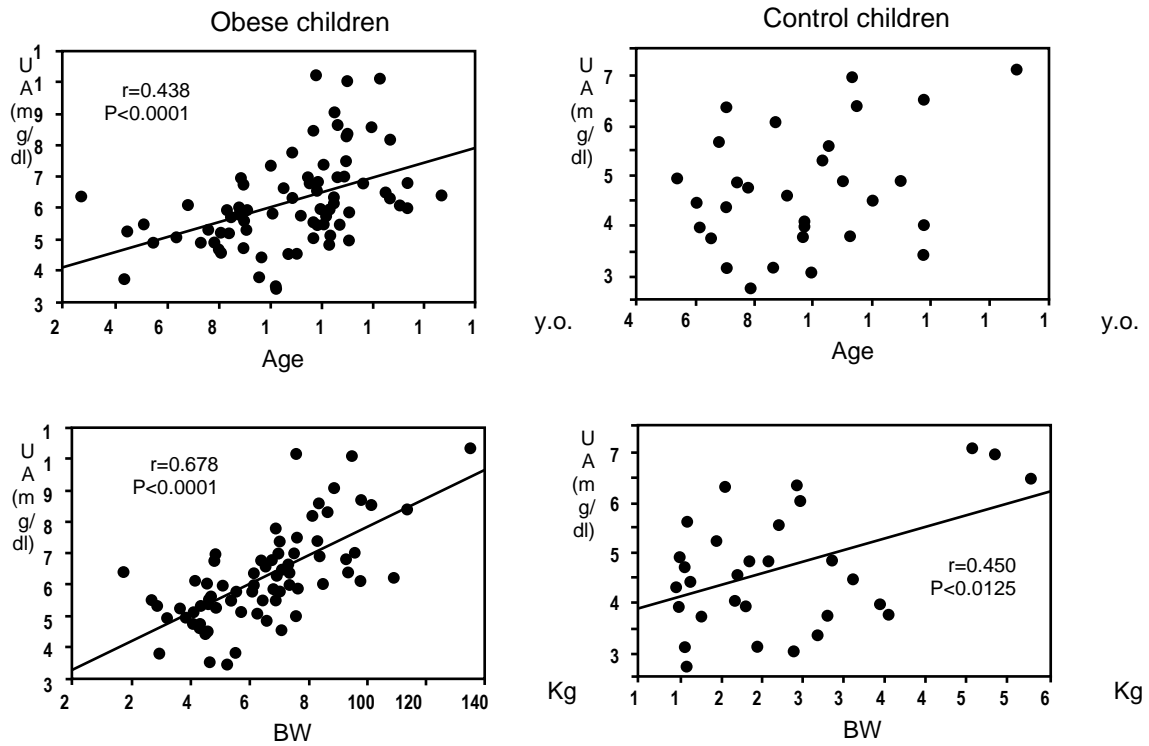 Obese children
Control children
1
U
A
(m
g/
dl)
1
9
8
7
6
5
4
3
r=0.438
P<0.0001
2 4 6 8 1 1 1 1 1
y.o.
Age
U
A
(m
g/
dl)
7
6
5
4
3
4 6 8 1 1 1 1 1
y.o.
Age
1
U
A
(m
g/
dl)
1
9
8
7
6
5
4
3
r=0.678
P<0.0001
2 2 4 6 8 100 120 140
Kg
BW
U
A
(m
g/
dl)
7
6
5
4
3
r=0.450
P<0.0125
1 1 2 2 3 3 4 4 5 5 6
Kg
BW